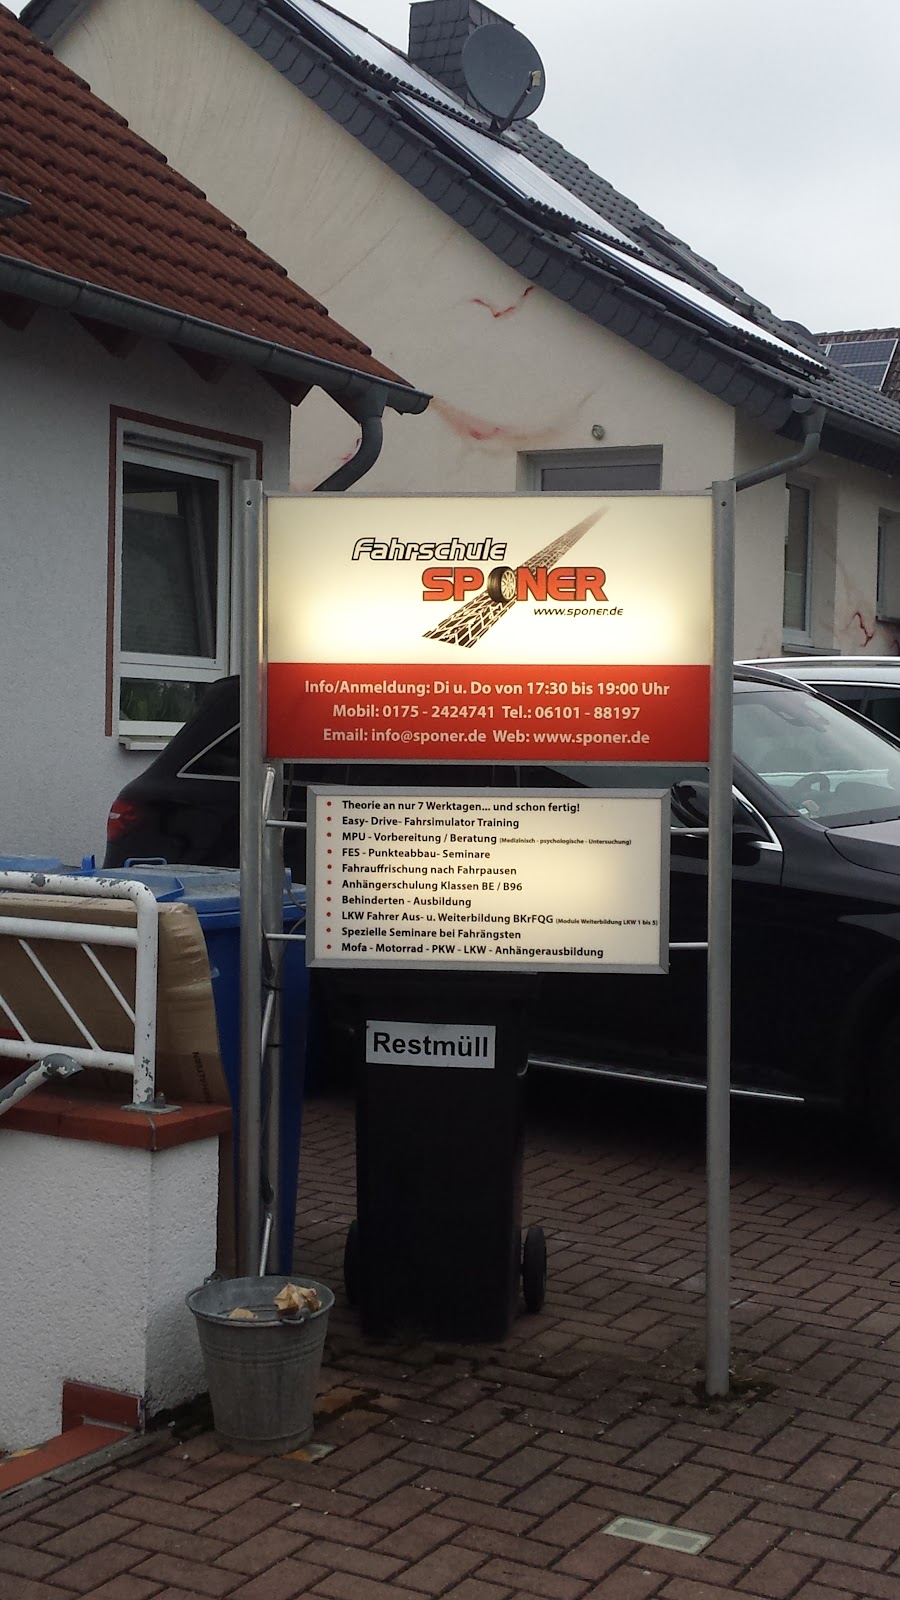 Fahrschule
SPONER
www.sponer.de
Info/Anmeldung: Di u. Do von 17:30 bis 19:00 Uhr
Mobil: 0175 - 2424741 Tel.: 06101 - 88197
Email: info@sponer.de Web: www.sponer.de
• Theorie an nur 7 Werktagen... und schon fertig!
• Easy- Drive- Fahrsimulator Training
• MPU - Vorbereitung / Beratung (Medizinisch - psychologische - Untersuchung)
• FES - Punkteabbau- Seminare
• Fahrauffrischung nach Fahrpausen
• Anhängerschulung Klassen BE / B96
• Behinderten - Ausbildung
• LKW Fahrer Aus- u. Weiterbildung BKrFQG (Module Weiterbildung LKW 1 bis 5)
• Spezielle Seminare bei Fahrängsten
• Mofa - Motorrad - PKW - LKW - Anhängerausbildung
Restmüll